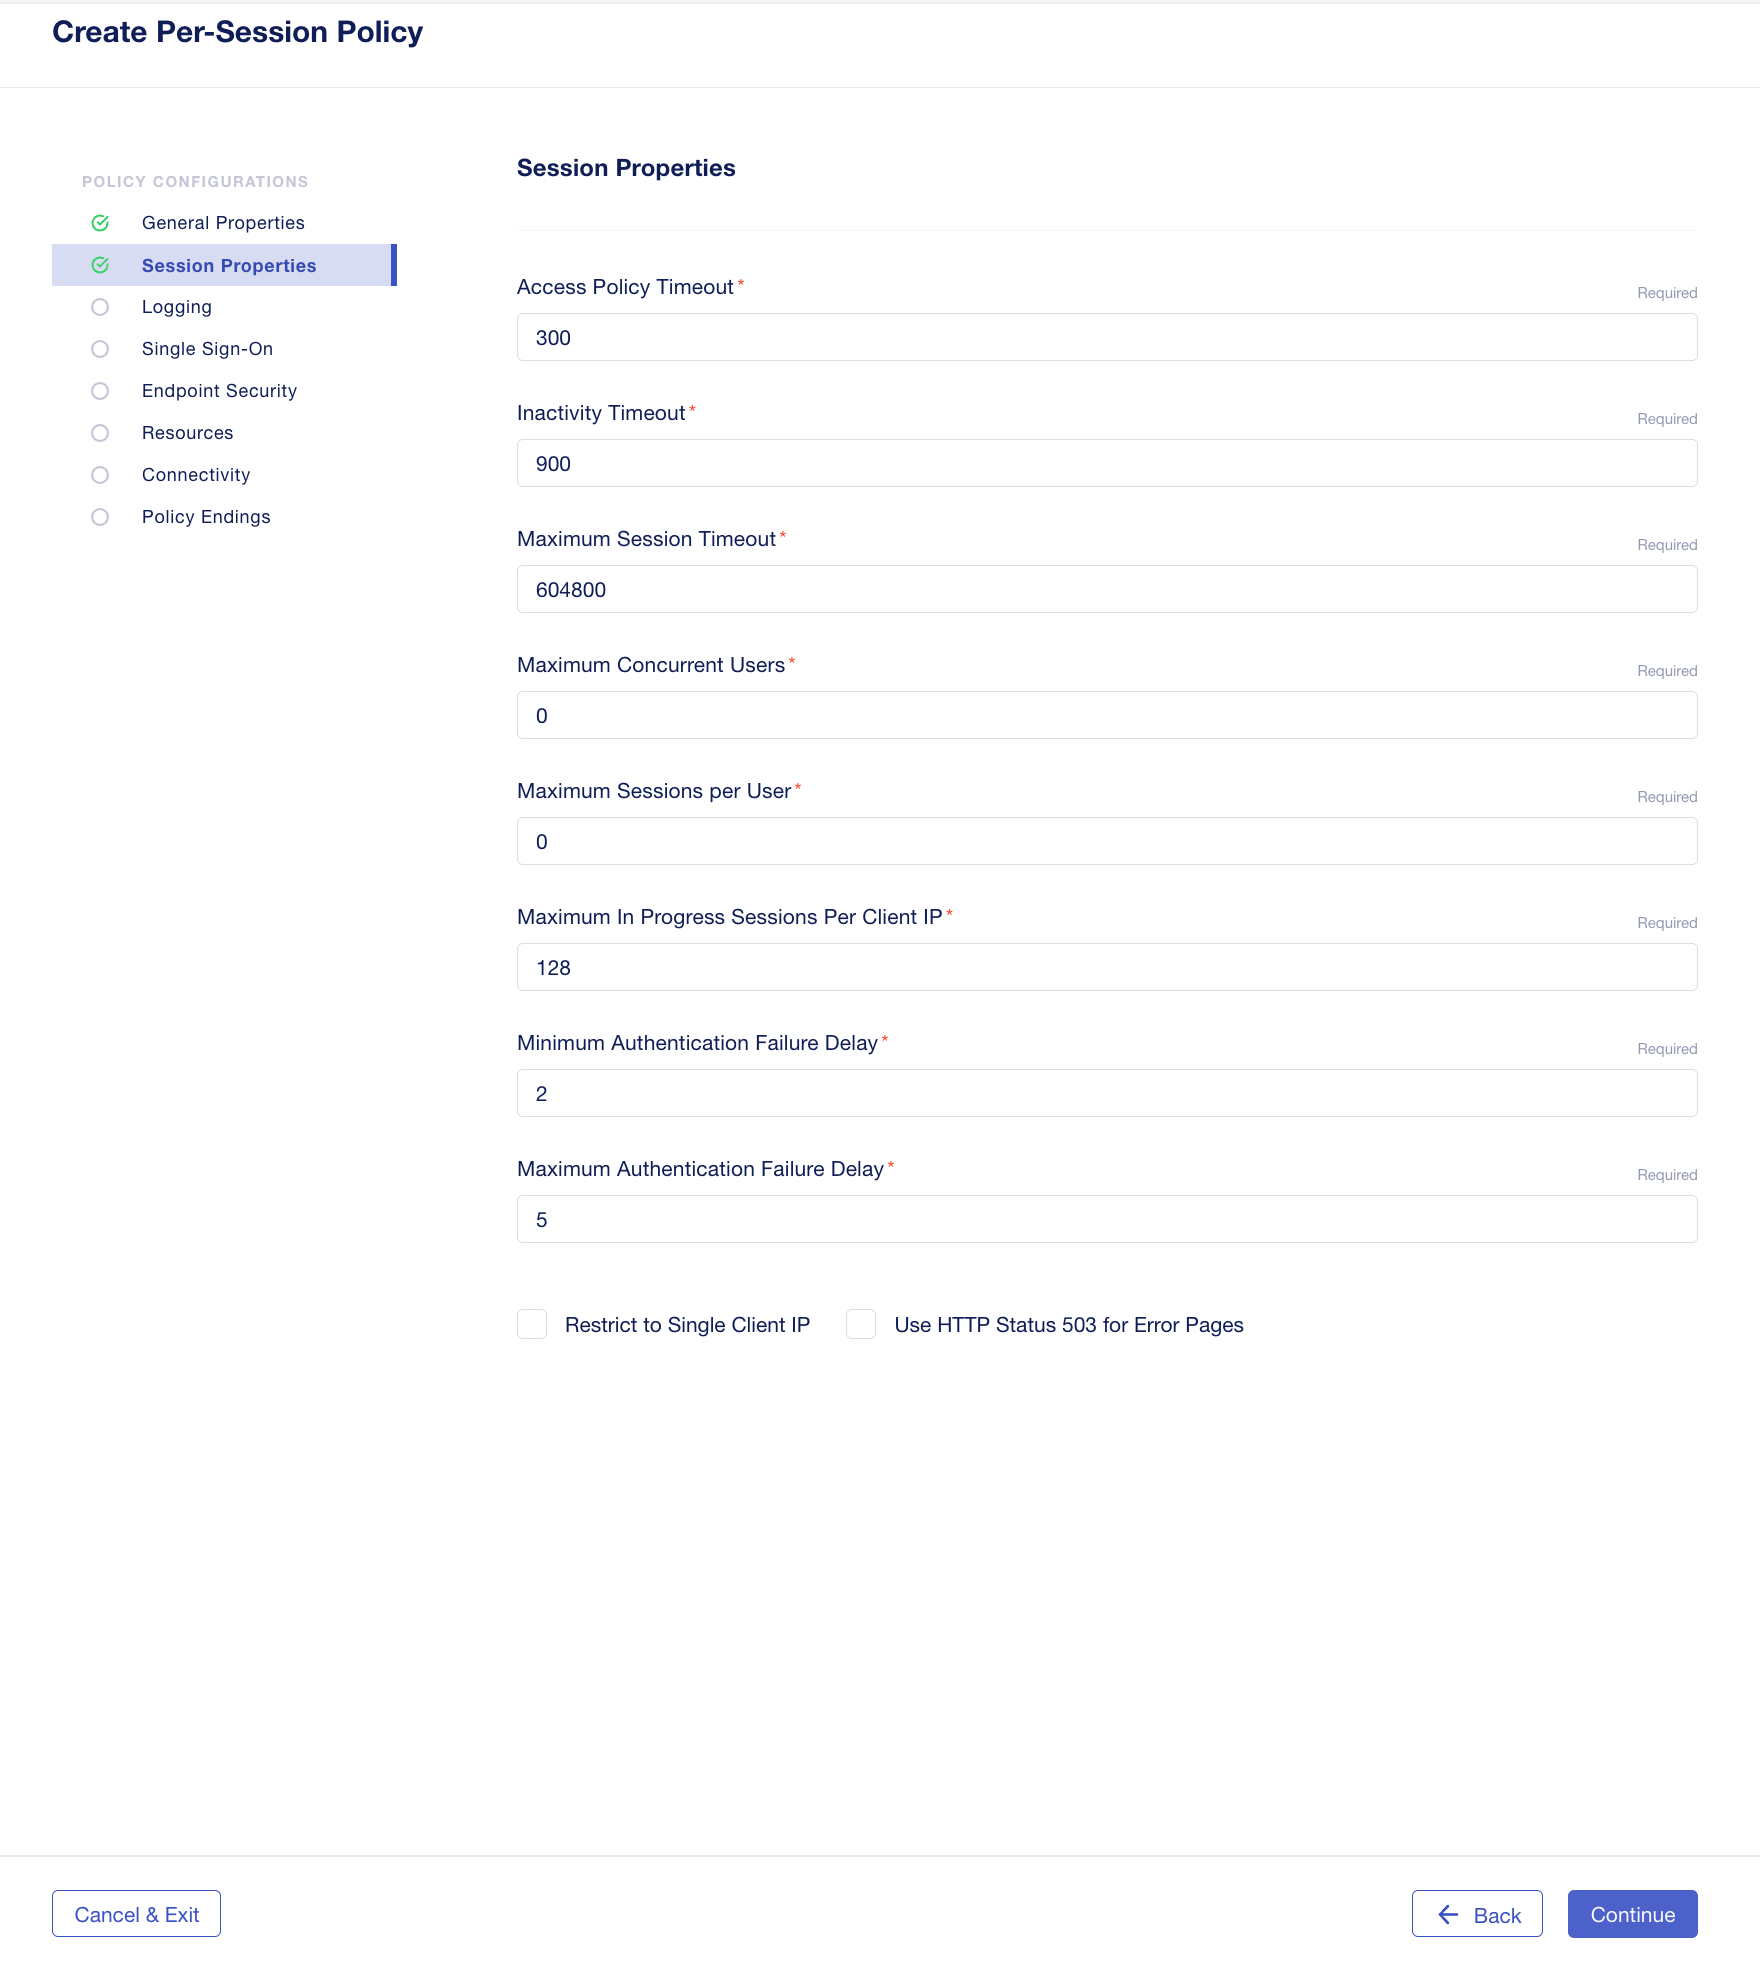 Create Per-Session Policy
POLICY CONFIGURATIONS
General Properties
Session Properties
Logging
Single Sign-On
Endpoint Security
Resources
Connectivity
Policy Endings
Session Properties
Access Policy Timeout*
Required
300
Inactivity Timeout*
Required
900
Maximum Session Timeout*
Required
604800
Maximum Concurrent Users*
Required
0
Maximum Sessions per User*
Required
0
Maximum In Progress Sessions Per Client IP*
Required
128
Minimum Authentication Failure Delay*
Required
2
Maximum Authentication Failure Delay*
Required
5
Restrict to Single Client IP
Use HTTP Status 503 for Error Pages
Cancel & Exit
Back
Continue